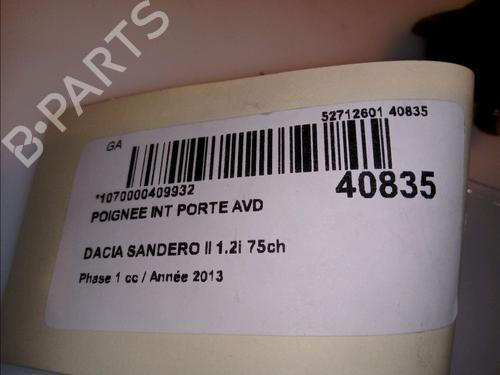 B-PARTS
52712601 40835
GA
*1070000409932
40835
POIGNEE INT PORTE AVD
DACIA SANDERO II 1.2i 75ch
Phase 1 cc / Année 2013